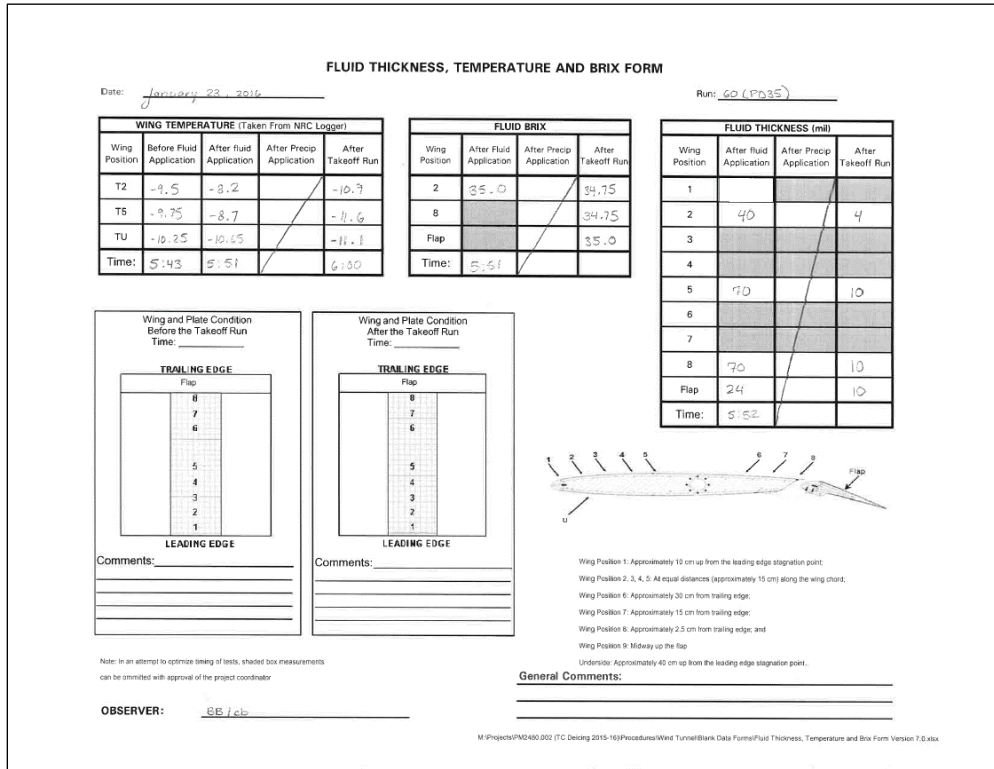 FLUID THICKNESS, TEMPERATURE AND BRIX FORM
Date: January 23, 2016
Run: 60 (PD35)
WING TEMPERATURE (Taken From NRC Logger)
Wing Position Before Fluid Application After fluid Application After Precip Application After Takeoff Run
T2 -9.5 -8.2 -10.9
T5 -9.75 -8.7 -11.6
TU -10.25 -10.65 -11.1
Time: 5:43 5:51 6:00
FLUID BRIX
Wing Position After Fluid Application After Precip Application After Takeoff Run
2 35.0 34.75
8 34.75
Flap 35.0
Time: 5:51
FLUID THICKNESS (mil)
Wing Position After fluid Application After Precip Application After Takeoff Run
1
2 40 4
3
4
5 70 10
6
7
8 70 10
Flap 24 10
Time: 5:52
Wing and Plate Condition
Before the Takeoff Run
Time:
TRAILING EDGE
Flap
8
7
6
5
4
3
2
1
LEADING EDGE
Comments:
Wing and Plate Condition
After the Takeoff Run
Time:
TRAILING EDGE
Flap
8
7
6
5
4
3
2
1
LEADING EDGE
Comments:
1 2 3 4 5 6 7 8 Flap
U
Wing Position 1: Approximately 10 cm up from the leading edge stagnation point;
Wing Position 2, 3, 4, 5: At equal distances (approximately 15 cm) along the wing chord;
Wing Position 6: Approximately 30 cm from trailing edge;
Wing Position 7: Approximately 15 cm from trailing edge;
Wing Position 8: Approximately 2.5 cm from trailing edge; and
Wing Position 9: Midway up the flap
Underside: Approximately 40 cm up from the leading edge stagnation point.
Note: In an attempt to optimize timing of tests, shaded box measurements
can be ommitted with approval of the project coordinator
General Comments:
OBSERVER: BB / cb
M:\Projects\PM2480.002 (TC Deicing 2015-16)\Procedures\Wind Tunnel\Blank Data Forms\Fluid Thickness, Temperature and Brix Form Version 7.0.xlsx